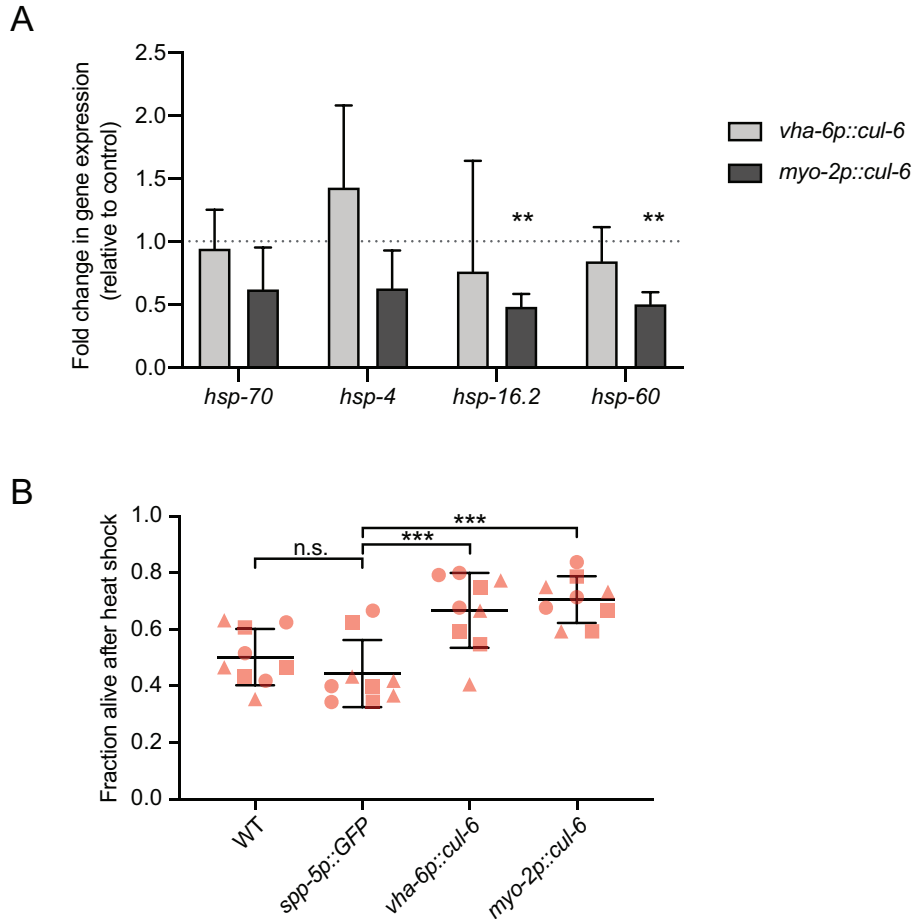 A
Fold change in gene expression
(relative to control)
2.5
2.0
1.5
1.0
0.5
0.0
** **
hsp-70 hsp-4 hsp-16.2 hsp-60
vha-6p::cul-6
myo-2p::cul-6
B
Fraction alive after heat shock
1.0
0.8
0.6
0.4
0.2
0.0
***
n.s. ***
WT
spp-5p::GFP
vha-6p::cul-6
myo-2p::cul-6